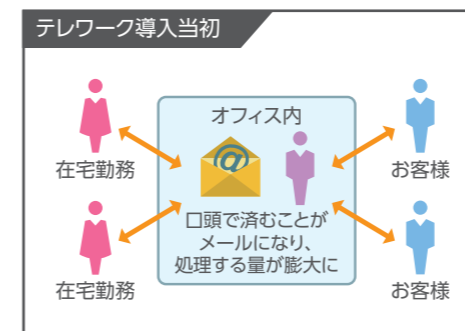 テレワーク導入当初
オフィス内
@
在宅勤務
お客様
口頭で済むことが
メールになり、
処理する量が膨大に
在宅勤務
お客様